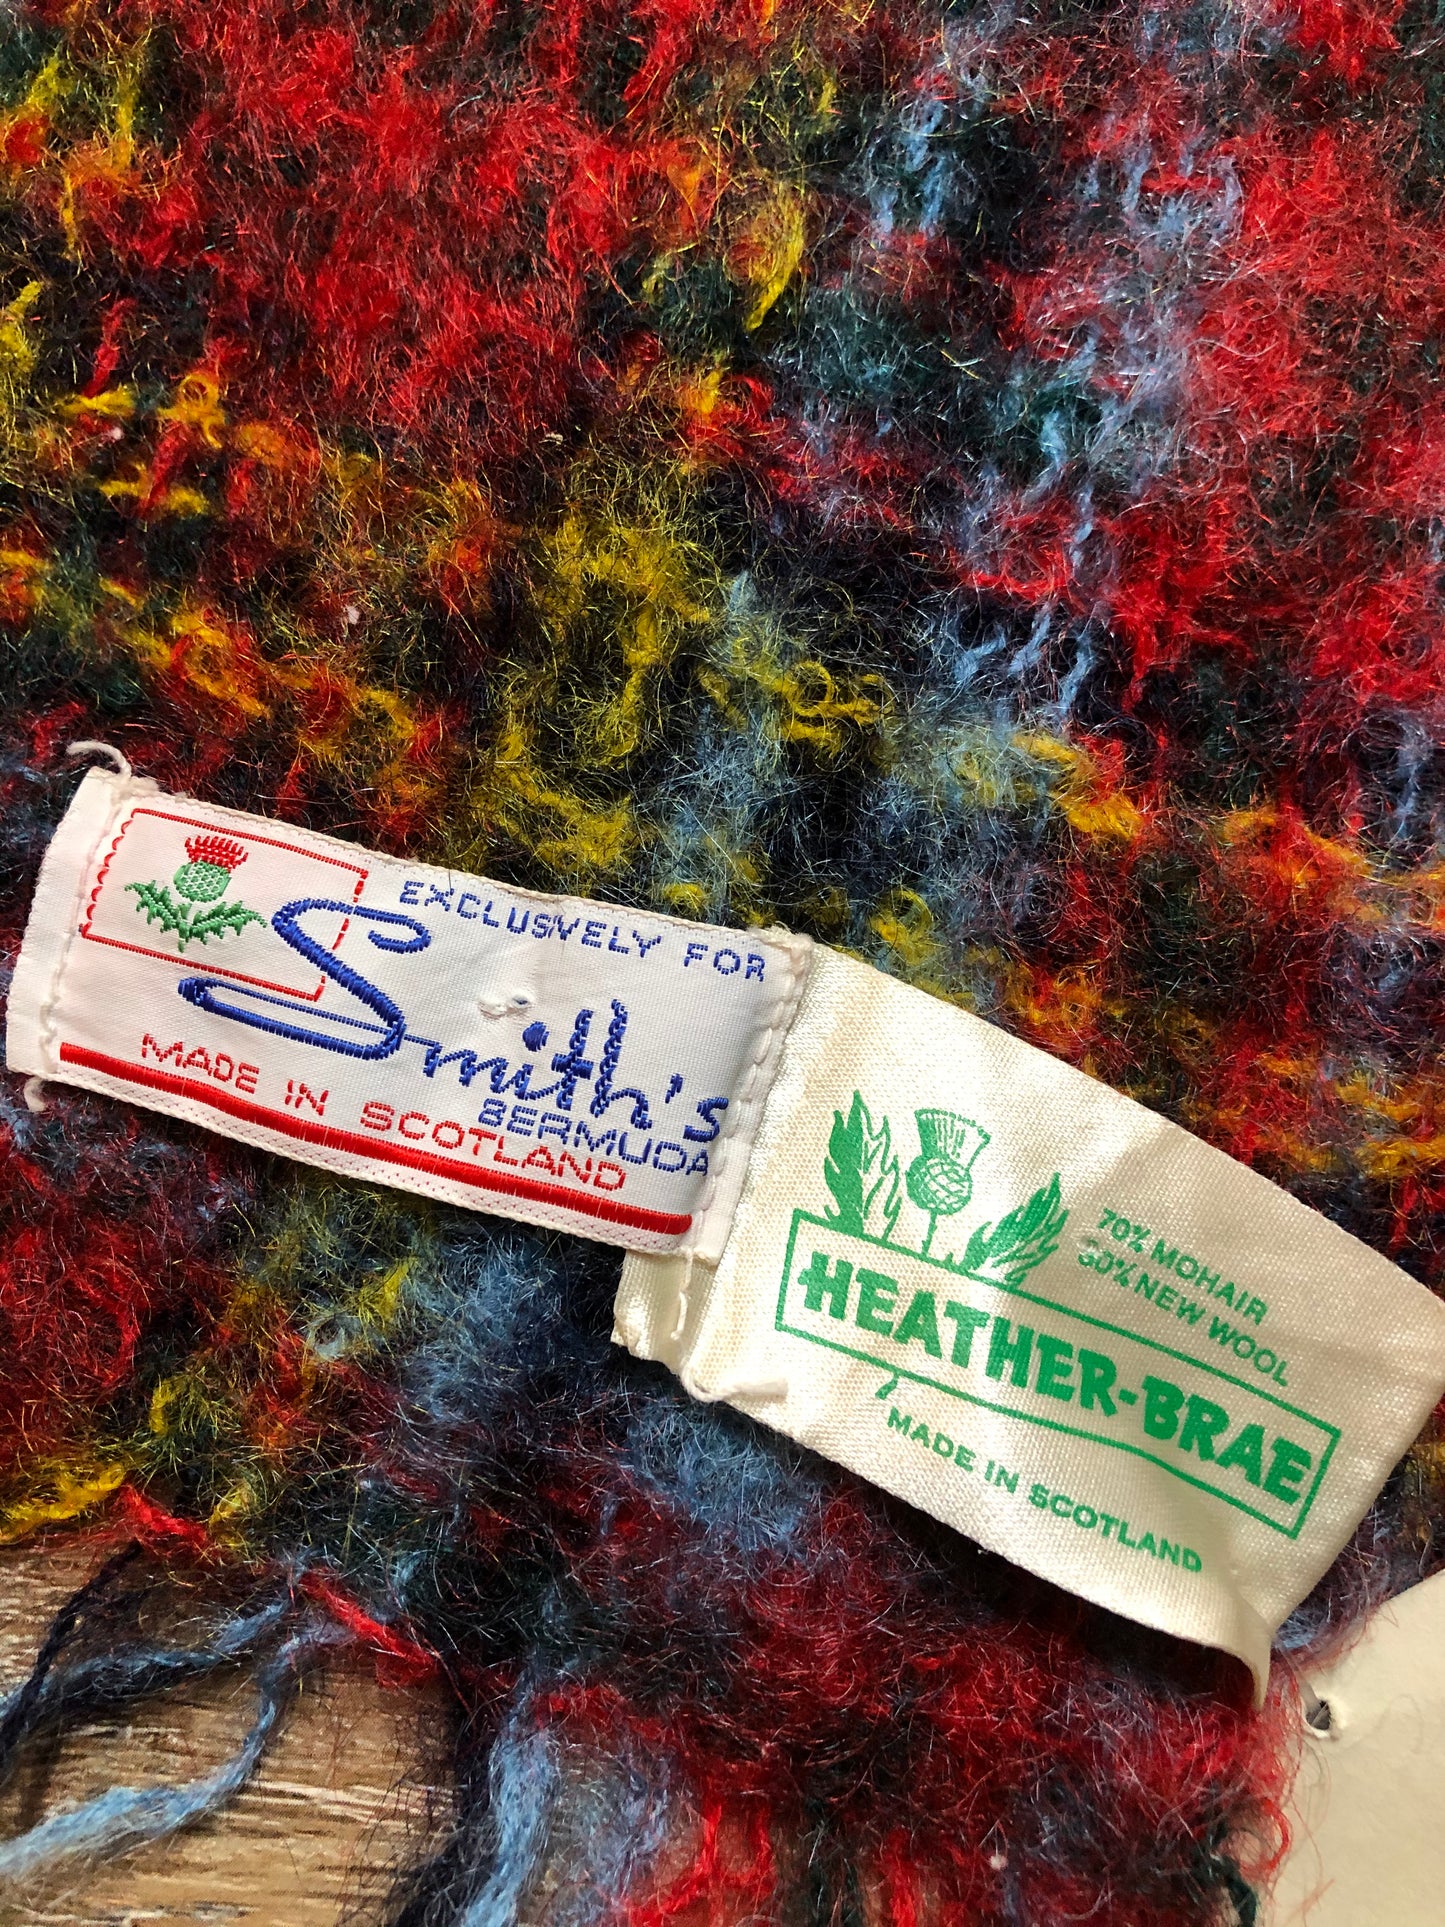 EXCLUSIVELY FOR
Smith's
BERMUDA
MADE IN SCOTLAND
70% MOHAIR
30% NEW WOOL
HEATHER-BRAE
MADE IN SCOTLAND